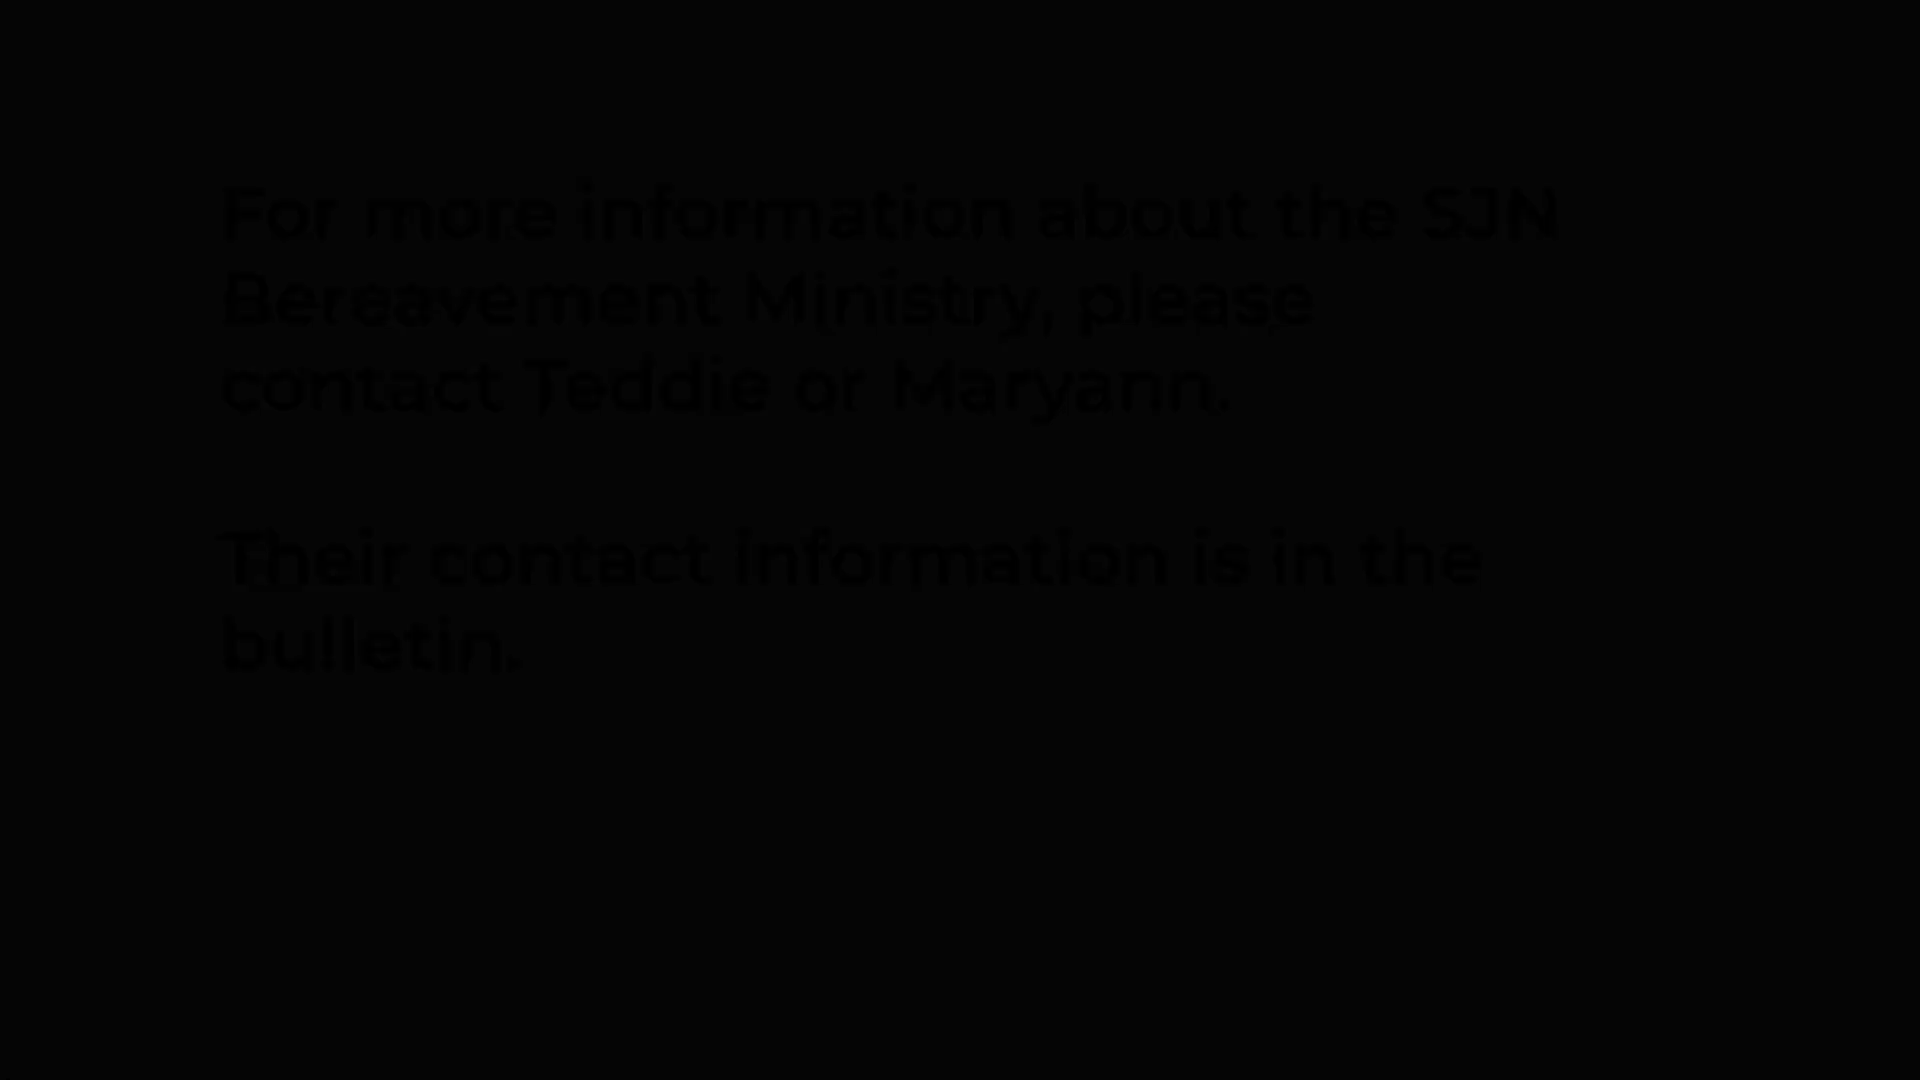 For more information about the SJN
Bereavement Ministry, please
contact Teddie or Maryann.
Their contact information is in the
bulletin.